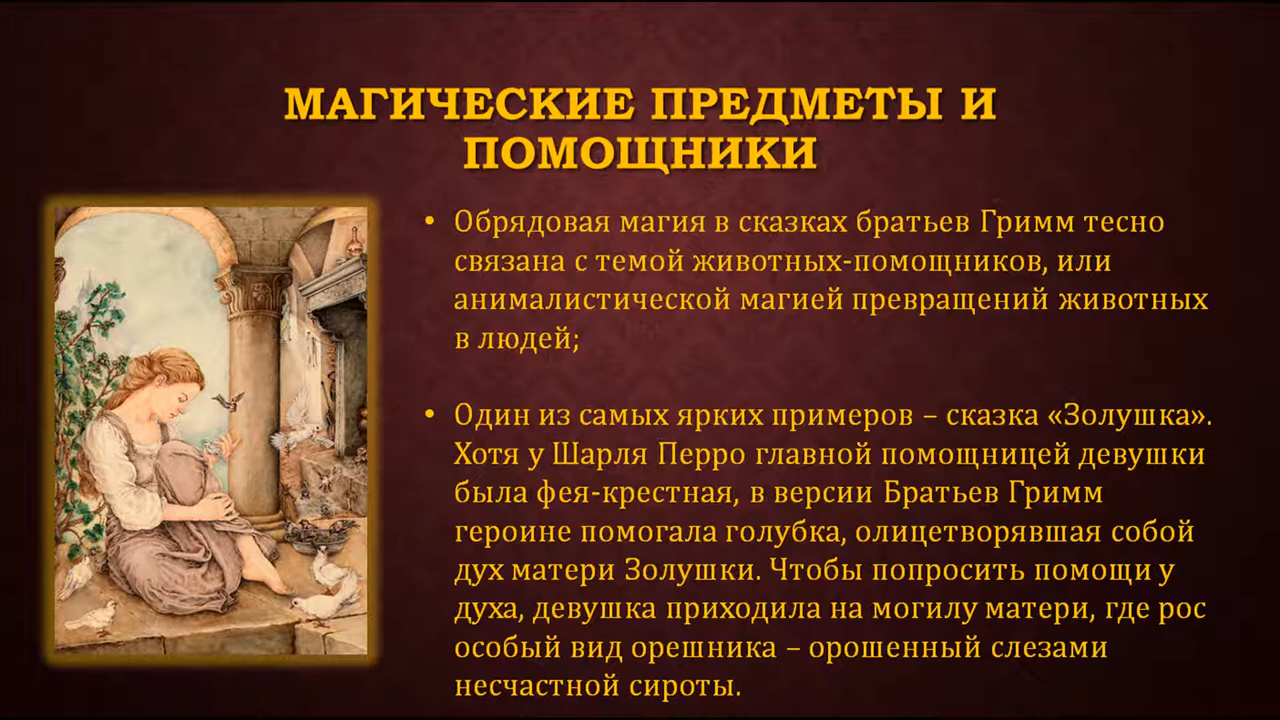 МАГИЧЕСКИЕ ПРЕДМЕТЫ И
ПОМОЩНИКИ
• Обрядовая магия в сказках братьев Гримм тесно
связана с темой животных-помощников, или
анималистической магией превращений животных
в людей;
• Один из самых ярких примеров – сказка «Золушка».
Хотя у Шарля Перро главной помощницей девушки
была фея-крестная, в версии Братьев Гримм
героине помогала голубка, олицетворявшая собой
дух матери Золушки. Чтобы попросить помощи у
духа, девушка приходила на могилу матери, где рос
особый вид орешника – орошенный слезами
несчастной сироты.